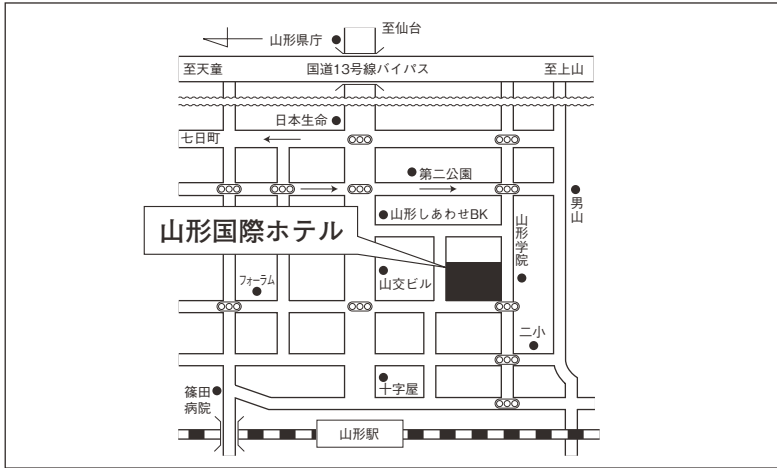 至仙台
山形県庁
至天童
国道13号線バイパス
至上山
日本生命
七日町
第二公園
男山
山形しあわせBK
山形学院
山形国際ホテル
フォーラム
山交ビル
二小
十字屋
篠田
病院
山形駅